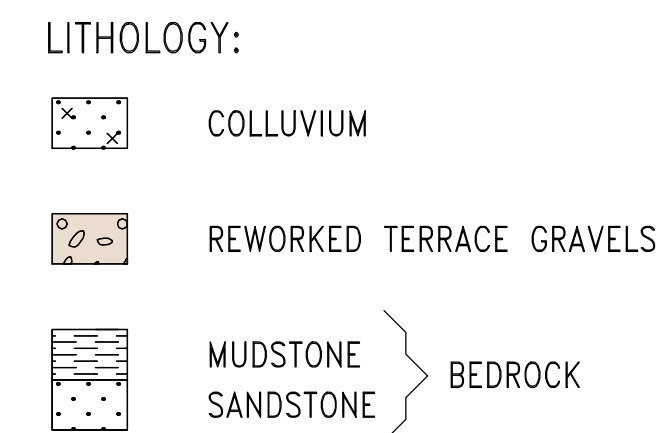 LITHOLOGY:
COLLUVIUM
REWORKED TERRACE GRAVELS
MUDSTONE
SANDSTONE
BEDROCK